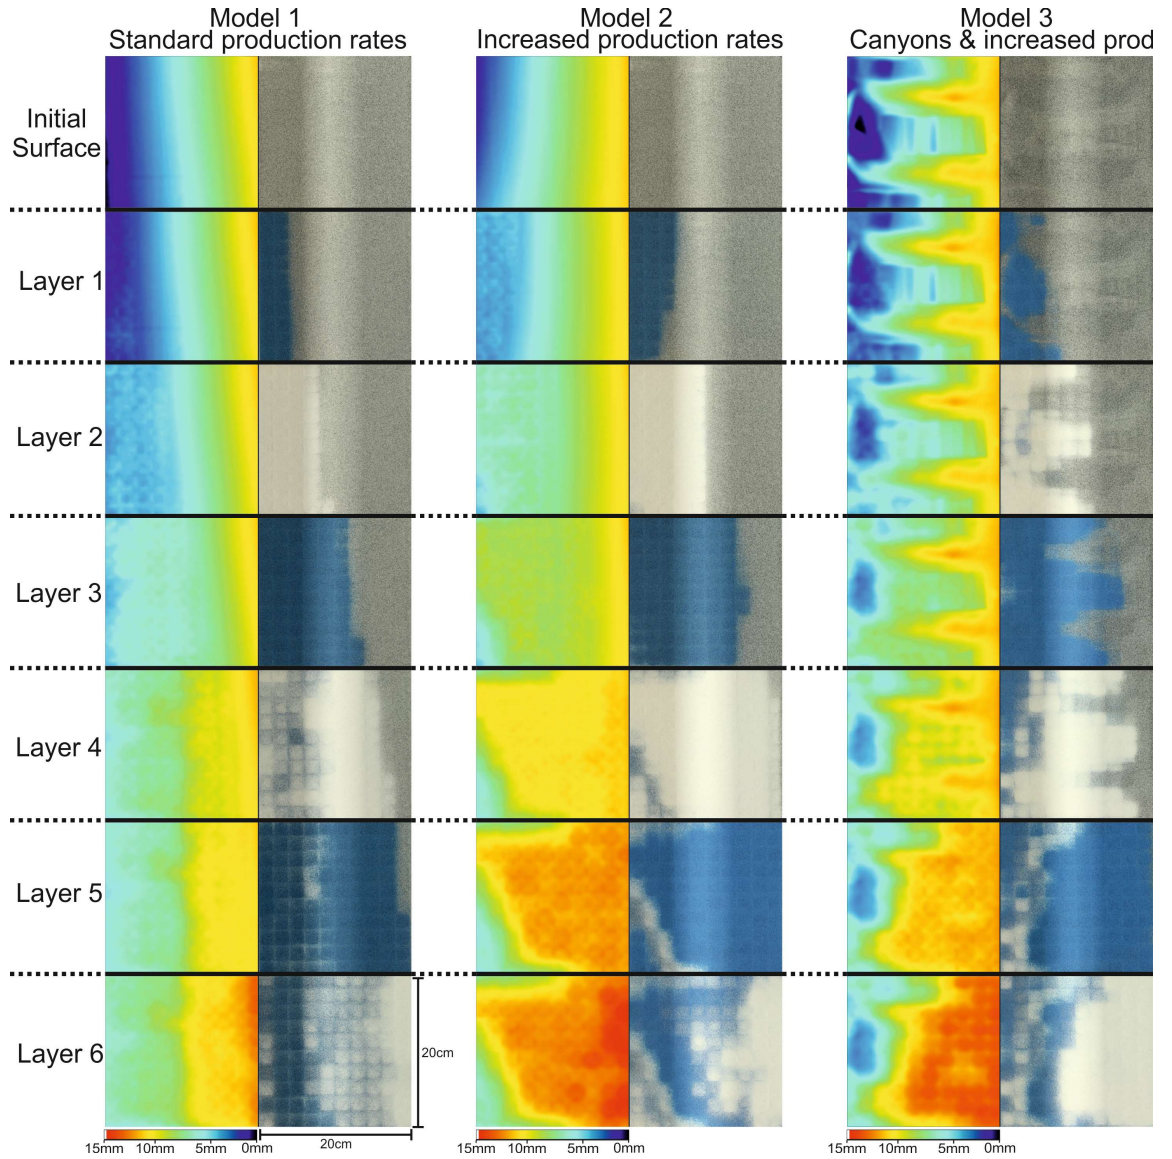 Model 1
Standard production rates
Model 2
Increased production rates
Model 3
Canyons & increased prod
Initial
Surface
Layer 1
Layer 2
Layer 3
Layer 4
Layer 5
Layer 6
20cm
15mm 10mm 5mm 0mm
20cm
15mm 10mm 5mm 0mm
15mm 10mm 5mm 0mm